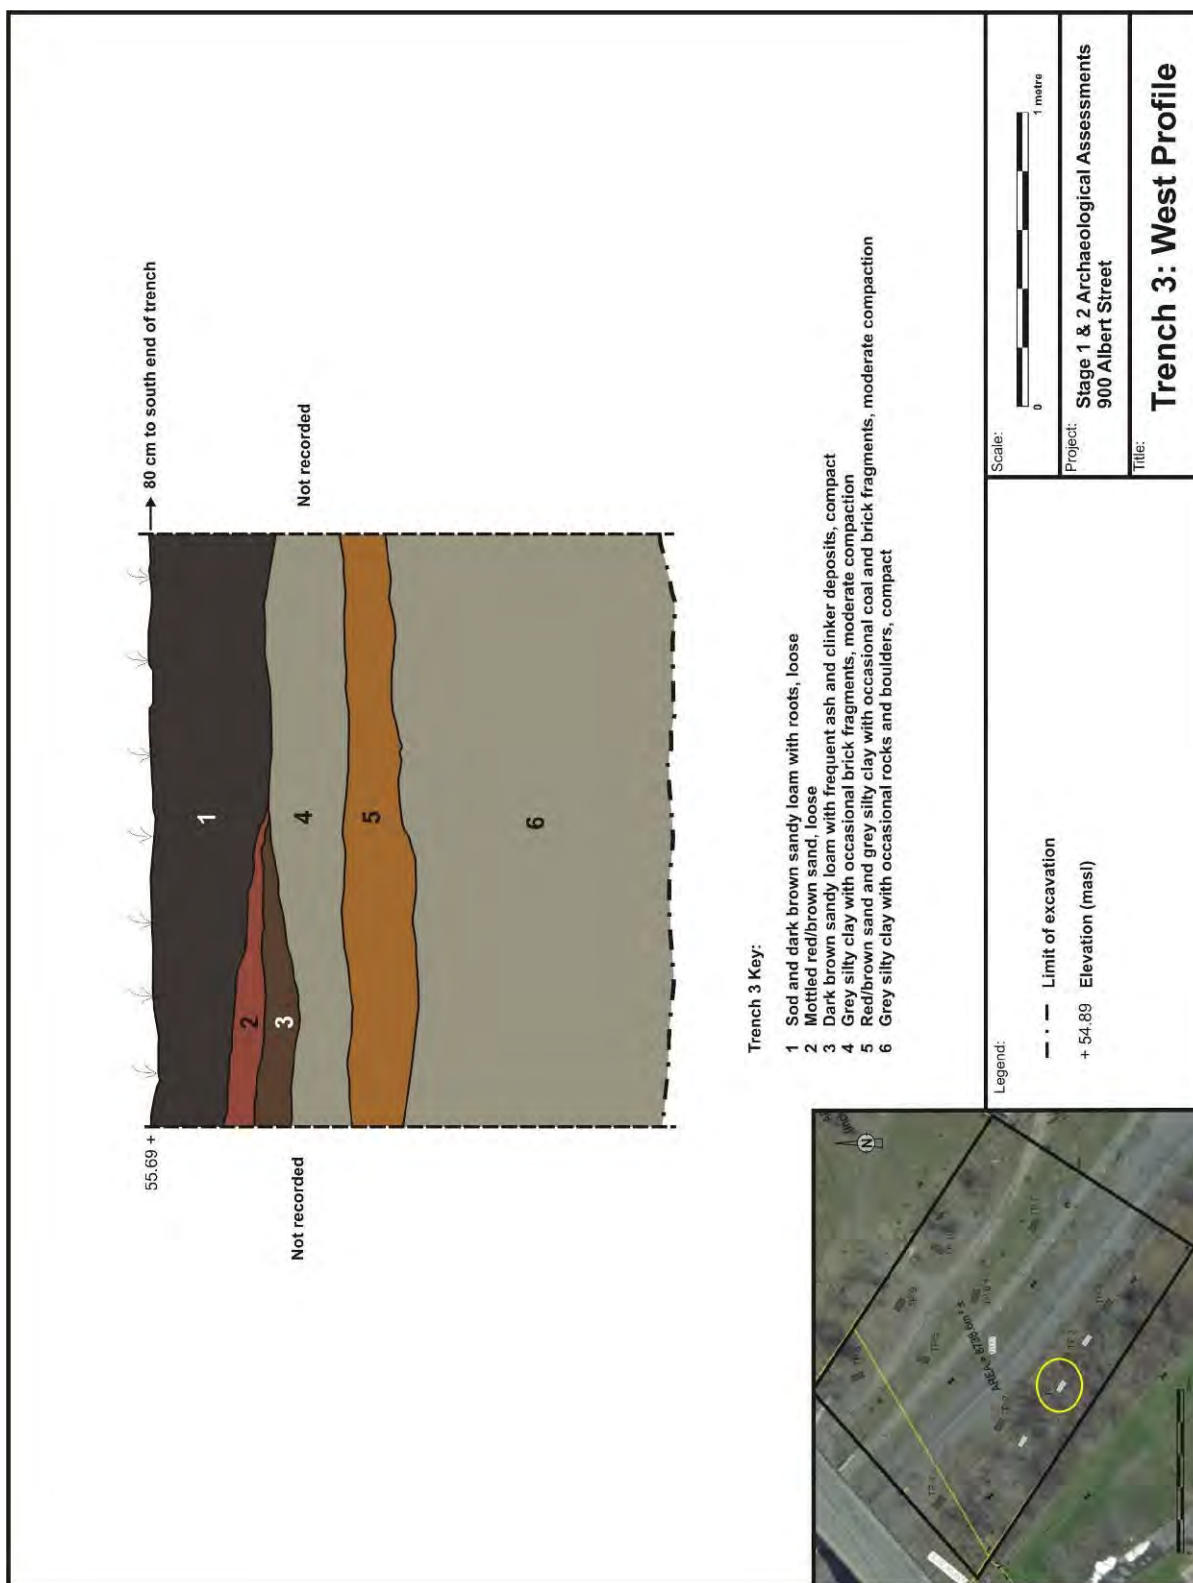 55.69 +
80 cm to south end of trench
Not recorded
Not recorded
1
2
3
4
5
6
Trench 3 Key:
1 Sod and dark brown sandy loam with roots, loose
2 Mottled red/brown sand, loose
3 Dark brown sandy loam with frequent ash and clinker deposits, compact
4 Grey silty clay with occasional brick fragments, moderate compaction
5 Red/brown sand and grey silty clay with occasional coal and brick fragments, moderate compaction
6 Grey silty clay with occasional rocks and boulders, compact
N
Legend:
Limit of excavation
+ 54.89 Elevation (masl)
Scale:
0
1 metre
Project:
Stage 1 & 2 Archaeological Assessments
900 Albert Street
Title:
Trench 3: West Profile